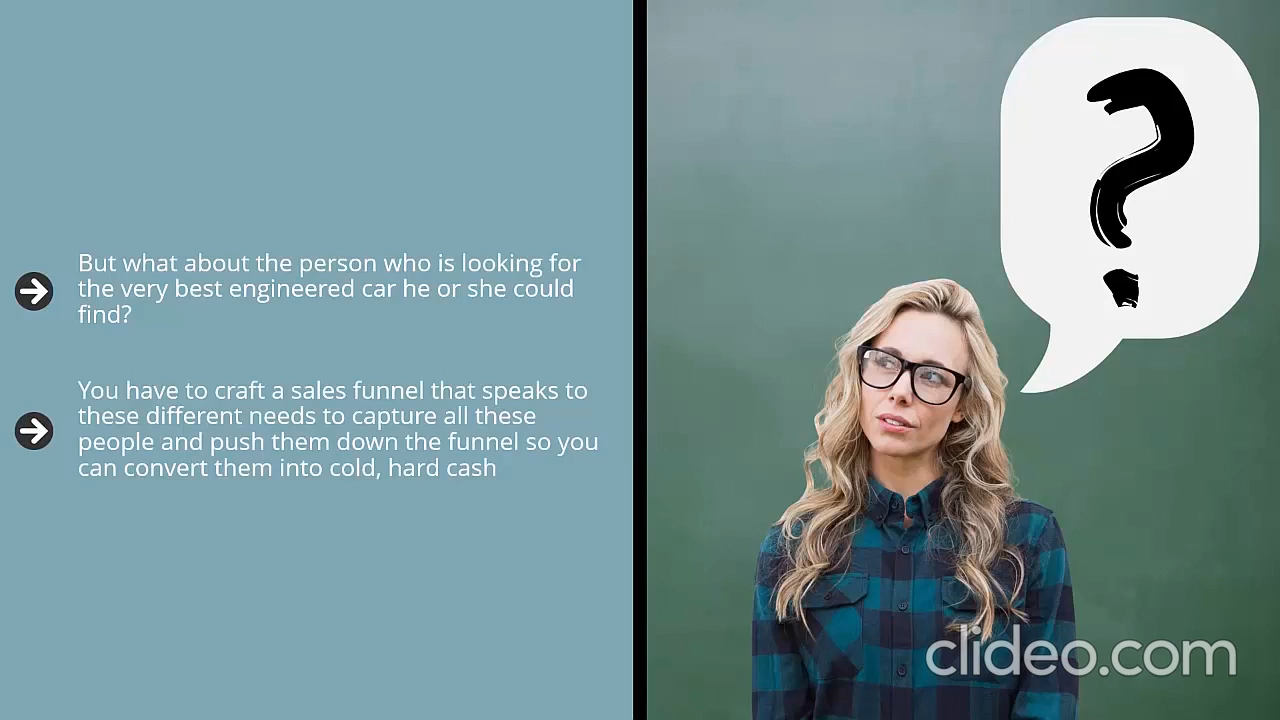 But what about the person who is looking for
the very best engineered car he or she could
find?
You have to craft a sales funnel that speaks to
these different needs to capture all these
people and push them down the funnel so you
can convert them into cold, hard cash
?
clideo.com